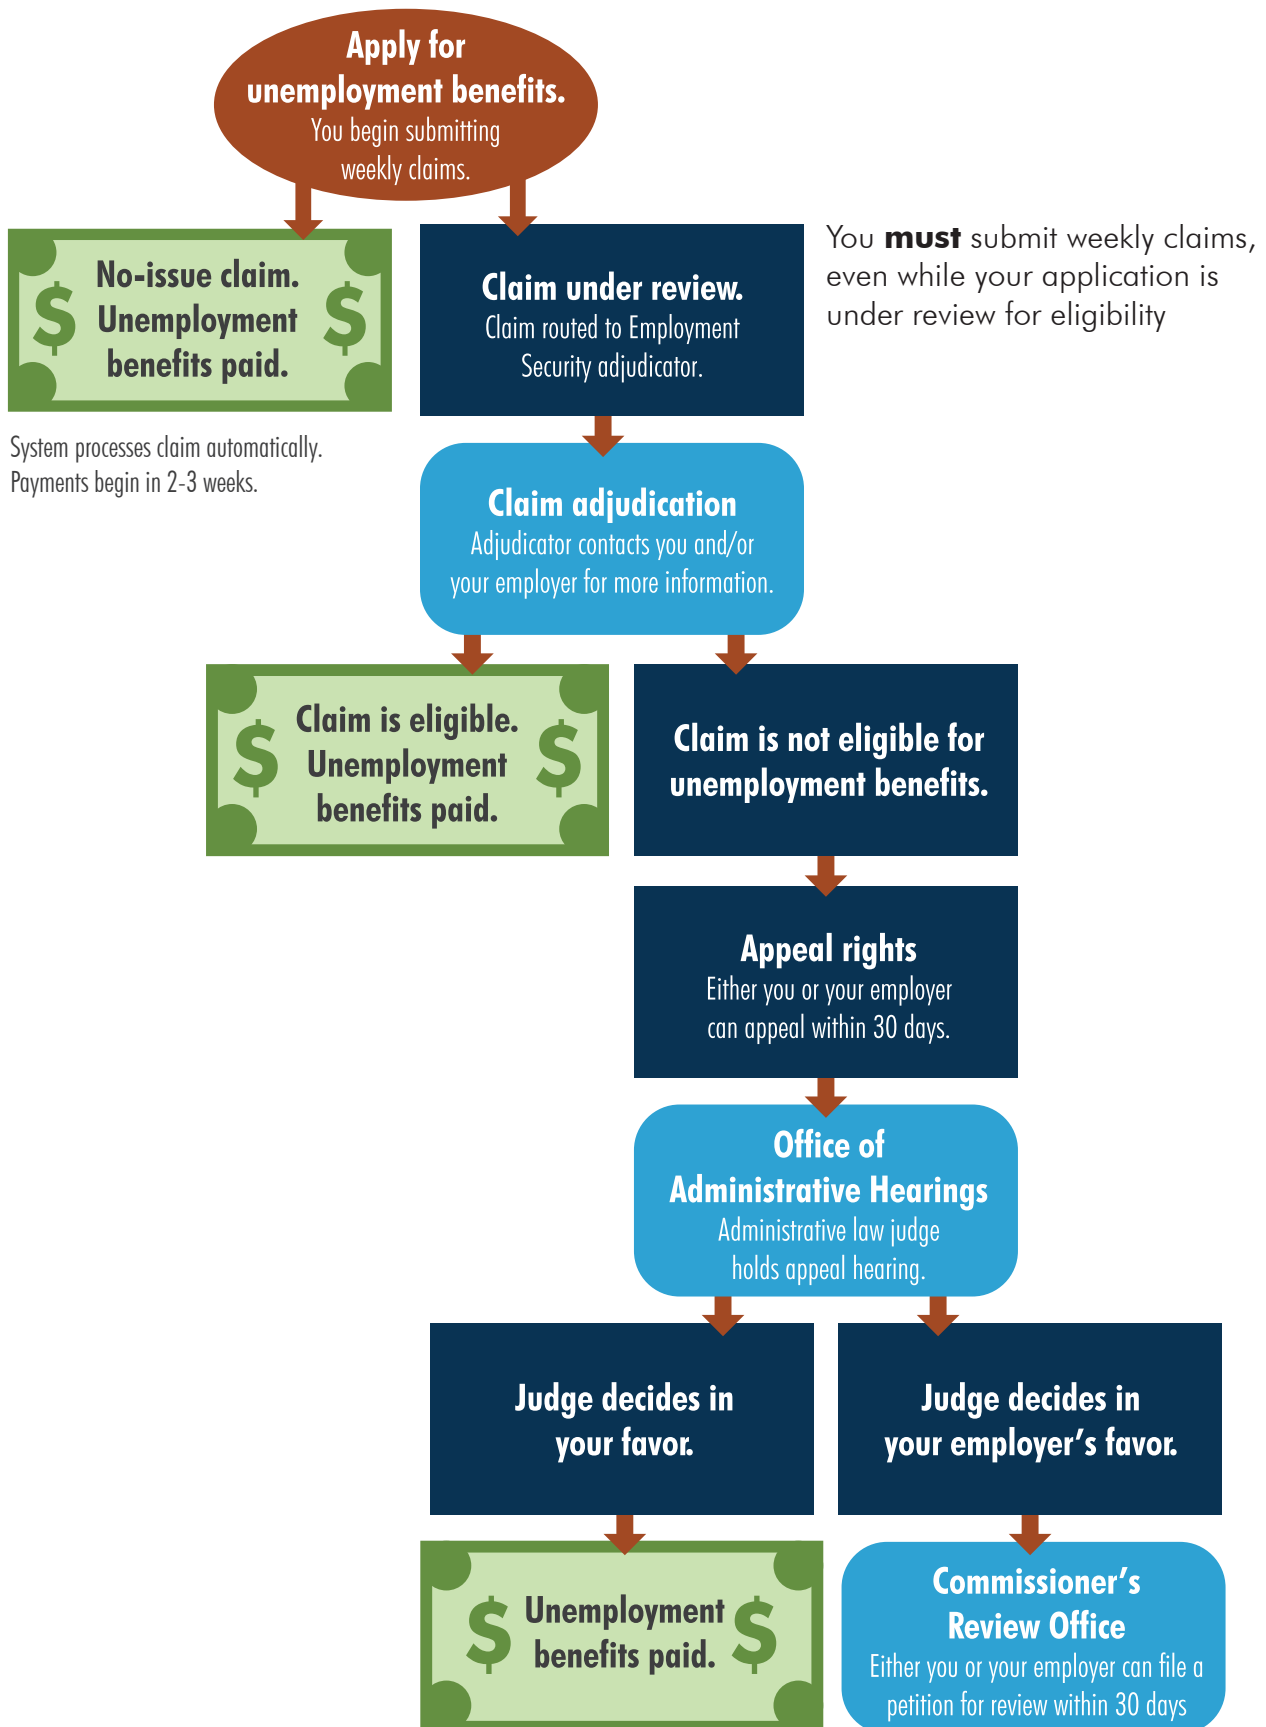 Apply for
unemployment benefits.
You begin submitting
weekly claims.
No-issue claim.
Unemployment
benefits paid.
$ $
System processes claim automatically.
Payments begin in 2-3 weeks.
Claim under review.
Claim routed to Employment
Security adjudicator.
You must submit weekly claims,
even while your application is
under review for eligibility
Claim adjudication
Adjudicator contacts you and/or
your employer for more information.
Claim is eligible.
Unemployment
benefits paid.
$ $
Claim is not eligible for
unemployment benefits.
Appeal rights
Either you or your employer
can appeal within 30 days.
Office of
Administrative Hearings
Administrative law judge
holds appeal hearing.
Judge decides in
your favor.
Judge decides in
your employer’s favor.
Unemployment
benefits paid.
$ $
Commissioner’s
Review Office
Either you or your employer can file a
petition for review within 30 days